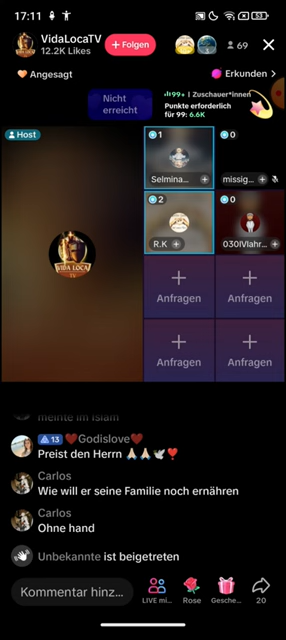 17:11
53
VidaLocaTV
12.2K Likes
+ Folgen
69
Angesagt
Erkunden >
Nicht
erreicht
99+ | Zuschauer*innen
Punkte erforderlich
für 99: 6.6K
Host
1
0
Selmina...
missig...
2
0
R.K
030IVlahr...
VIDA LOCA
TV
Anfragen
Anfragen
Anfragen
Anfragen
meinte im Islam
13 ❤️Godislove❤️
Preist den Herrn 🙏🏻🙏🏻🕊️❣️
Carlos
Wie will er seine Familie noch ernähren
Carlos
Ohne hand
Unbekannte ist beigetreten
Kommentar hinz...
LIVE mi...
Rose
Gesche...
20